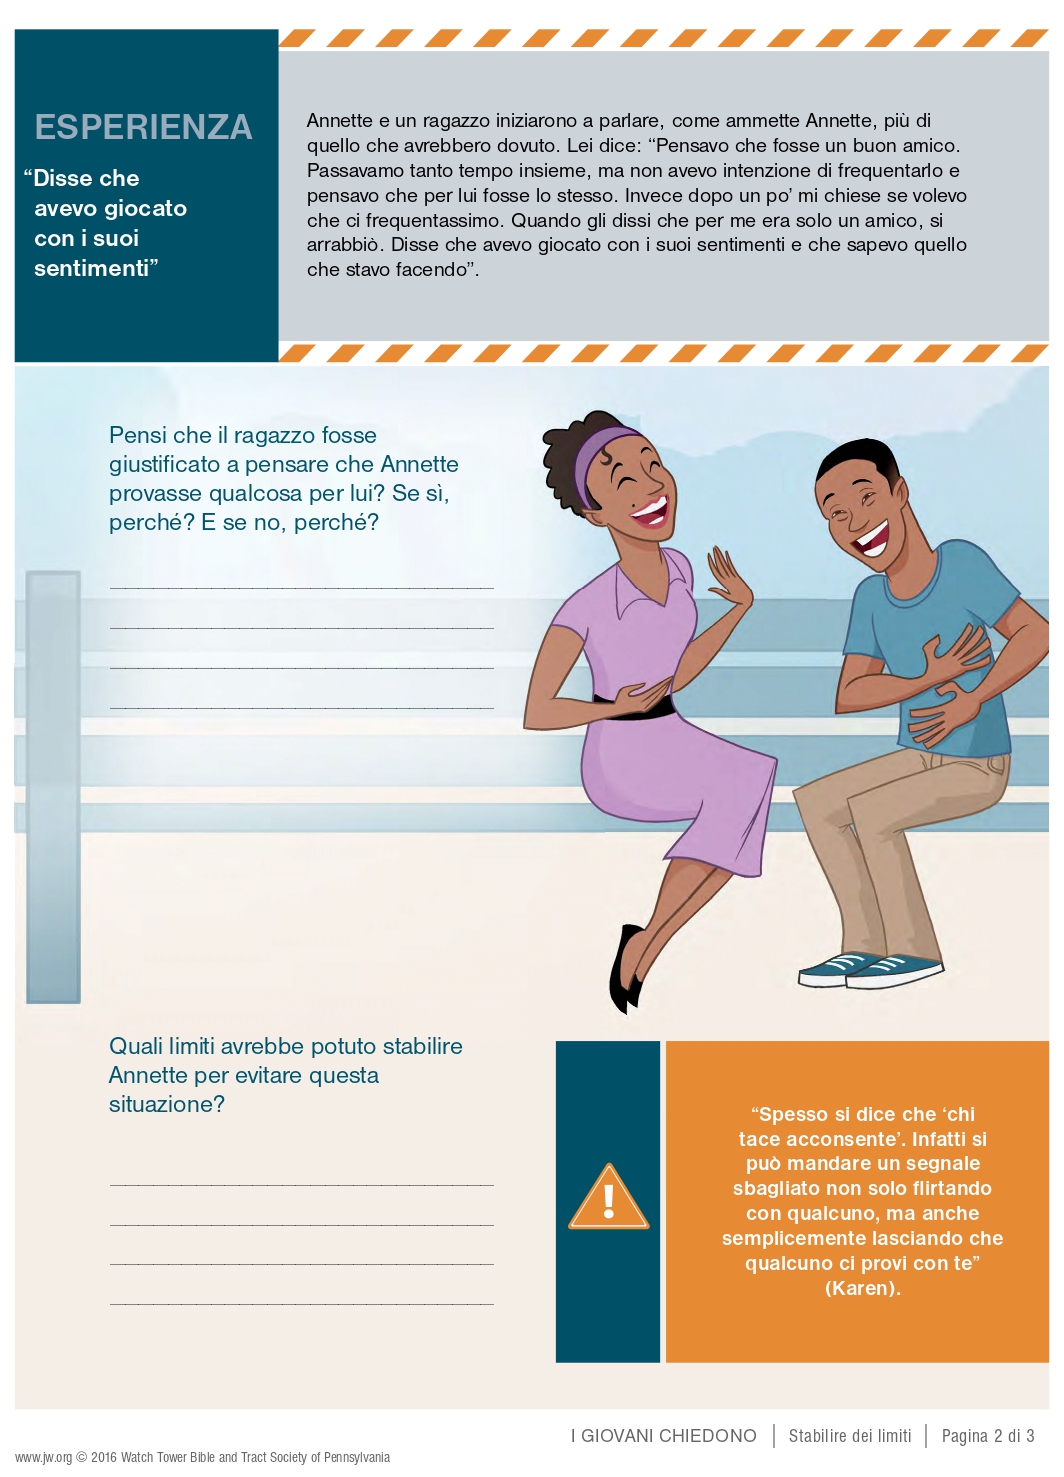 ESPERIENZA
“Disse che
avevo giocato
con i suoi
sentimenti”
Annette e un ragazzo iniziarono a parlare, come ammette Annette, più di
quello che avrebbero dovuto. Lei dice: “Pensavo che fosse un buon amico.
Passavamo tanto tempo insieme, ma non avevo intenzione di frequentarlo e
pensavo che per lui fosse lo stesso. Invece dopo un po’ mi chiese se volevo
che ci frequentassimo. Quando gli dissi che per me era solo un amico, si
arrabbiò. Disse che avevo giocato con i suoi sentimenti e che sapevo quello
che stavo facendo”.
Pensi che il ragazzo fosse
giustificato a pensare che Annette
provasse qualcosa per lui? Se sì,
perché? E se no, perché?
Quali limiti avrebbe potuto stabilire
Annette per evitare questa
situazione?
!
“Spesso si dice che ‘chi
tace acconsente’. Infatti si
può mandare un segnale
sbagliato non solo flirtando
con qualcuno, ma anche
semplicemente lasciando che
qualcuno ci provi con te”
(Karen).
I GIOVANI CHIEDONO | Stabilire dei limiti | Pagina 2 di 3
www.jw.org © 2016 Watch Tower Bible and Tract Society of Pennsylvania